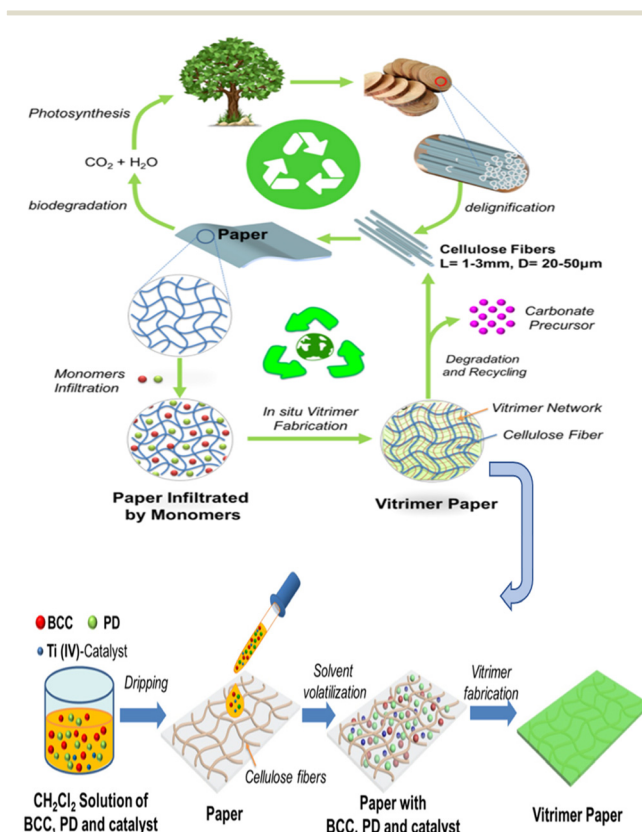 Photosynthesis
CO₂ + H₂O
biodegradation
delignification
Paper
Cellulose Fibers
L= 1-3mm, D= 20-50µm
Carbonate
Precursor
Monomers
Infiltration
Degradation
and Recycling
In situ Vitrimer
Fabrication
Vitrimer Network
Cellulose Fiber
Paper Infiltrated
by Monomers
Vitrimer Paper
BCC PD
Ti (IV)-Catalyst
Dripping
Solvent
volatilization
Vitrimer
fabrication
Cellulose fibers
CH₂Cl₂ Solution of
BCC, PD and catalyst
Paper
Paper with
BCC, PD and catalyst
Vitrimer Paper